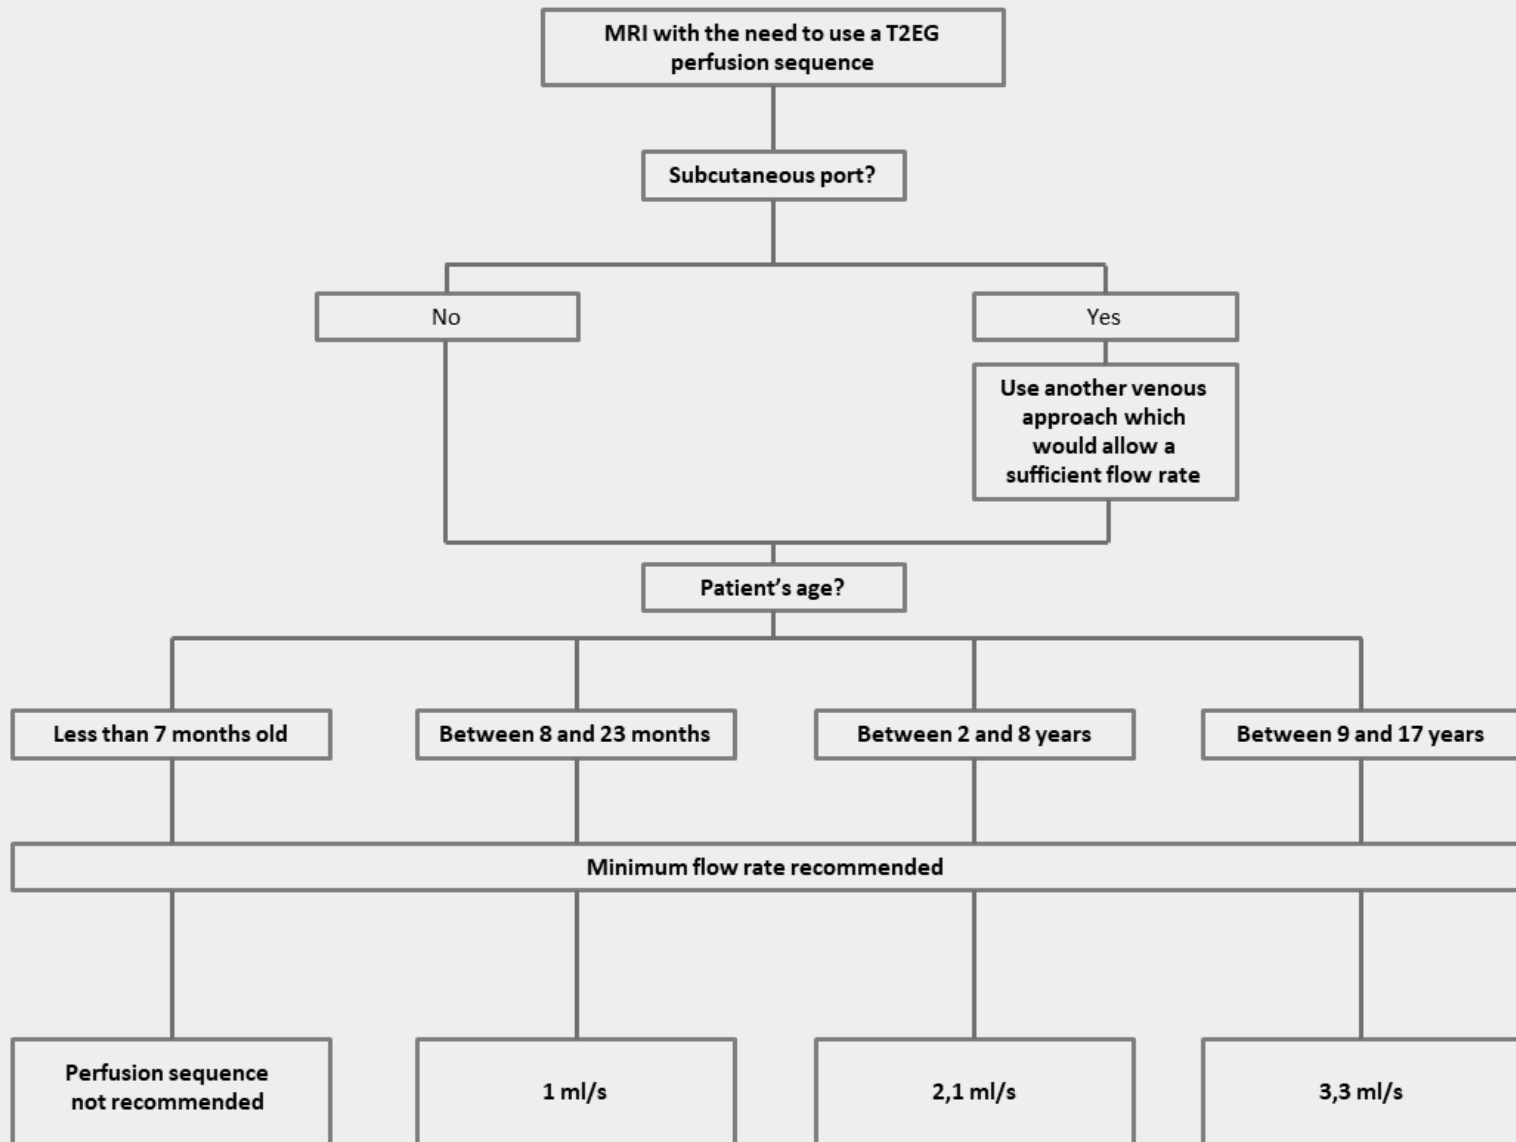 MRI with the need to use a T2EG
perfusion sequence
Subcutaneous port?
No
Yes
Use another venous
approach which
would allow a
sufficient flow rate
Patient’s age?
Less than 7 months old
Between 8 and 23 months
Between 2 and 8 years
Between 9 and 17 years
Minimum flow rate recommended
Perfusion sequence
not recommended
1 ml/s
2,1 ml/s
3,3 ml/s